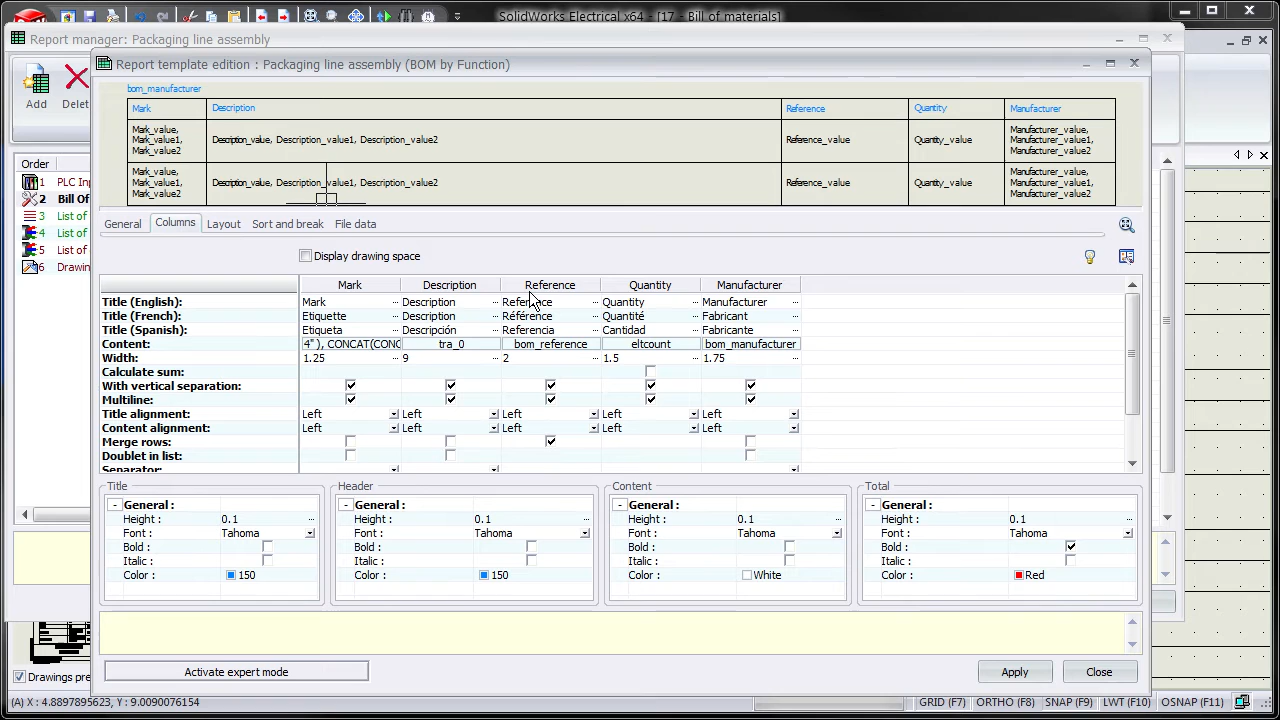 SolidWorks Electrical x64 - [17 - Bill of materials]
Report manager: Packaging line assembly
Report template edition : Packaging line assembly (BOM by Function)
Add
Delet
Order
1 PLC Inp
2 Bill Of
3 List of
4 List of
5 List of
6 Drawin
bom_manufacturer
Mark Description Reference Quantity Manufacturer
Mark_value, Mark_value1, Mark_value2 Description_value, Description_value1, Description_value2 Reference_value Quantity_value Manufacturer_value, Manufacturer_value1, Manufacturer_value2
Mark_value, Mark_value1, Mark_value2 Description_value, Description_value1, Description_value2 Reference_value Quantity_value Manufacturer_value, Manufacturer_value1, Manufacturer_value2
General Columns Layout Sort and break File data
Display drawing space
Mark Description Reference Quantity Manufacturer
Title (English): Mark Description Reference Quantity Manufacturer
Title (French): Etiquette Description Référence Quantité Fabricant
Title (Spanish): Etiqueta Descripción Referencia Cantidad Fabricante
Content: 4" ), CONCAT(CONC tra_0 bom_reference eltcount bom_manufacturer
Width: 1.25 9 2 1.5 1.75
Calculate sum:
With vertical separation:
Multiline:
Title alignment: Left Left Left Left Left
Content alignment: Left Left Left Left Left
Merge rows:
Doublet in list:
Separator:
Title Header Content Total
General : General : General : General :
Height : 0.1 Height : 0.1 Height : 0.1 Height : 0.1
Font : Tahoma Font : Tahoma Font : Tahoma Font : Tahoma
Bold : Bold : Bold : Bold :
Italic : Italic : Italic : Italic :
Color : 150 Color : 150 Color : White Color : Red
Activate expert mode
Apply
Close
Drawings pre
(A) X : 4.8897895623, Y : 9.0090076154
GRID (F7) ORTHO (F8) SNAP (F9) LWT (F10) OSNAP (F11)